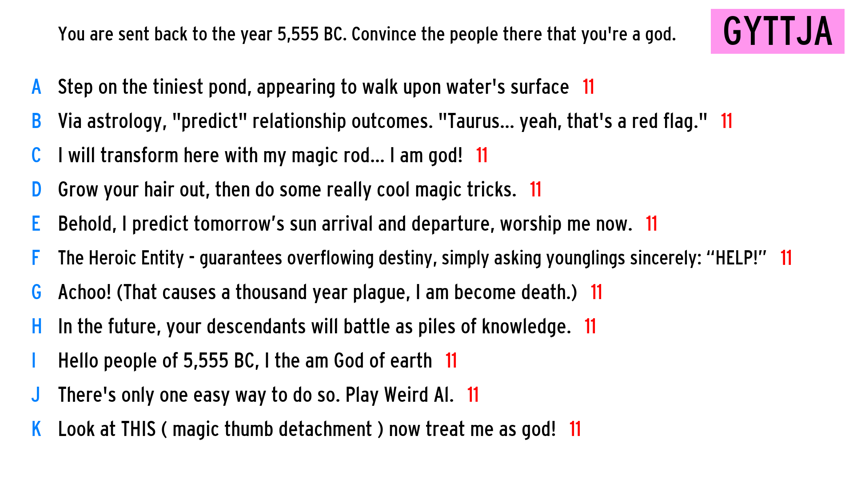 You are sent back to the year 5,555 BC. Convince the people there that you're a god.
GYTTJA
A Step on the tiniest pond, appearing to walk upon water's surface 11
B Via astrology, "predict" relationship outcomes. "Taurus... yeah, that's a red flag." 11
C I will transform here with my magic rod... I am god! 11
D Grow your hair out, then do some really cool magic tricks. 11
E Behold, I predict tomorrow’s sun arrival and departure, worship me now. 11
F The Heroic Entity - guarantees overflowing destiny, simply asking younglings sincerely: “HELP!” 11
G Achoo! (That causes a thousand year plague, I am become death.) 11
H In the future, your descendants will battle as piles of knowledge. 11
I Hello people of 5,555 BC, I the am God of earth 11
J There's only one easy way to do so. Play Weird Al. 11
K Look at THIS ( magic thumb detachment ) now treat me as god! 11